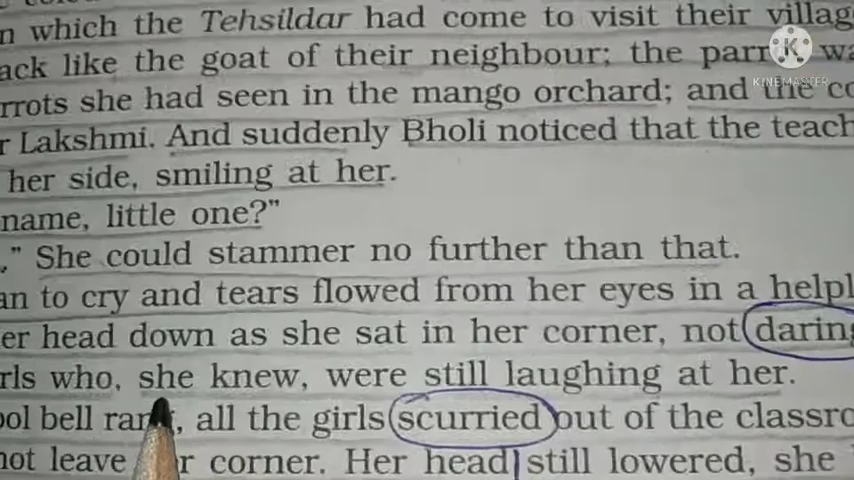 n which the Tehsildar had come to visit their villag
ack like the goat of their neighbour; the parr wa
rrots she had seen in the mango orchard; and the co
r Lakshmi. And suddenly Bholi noticed that the teach
her side, smiling at her.
name, little one?"
." She could stammer no further than that.
an to cry and tears flowed from her eyes in a helpl
er head down as she sat in her corner, not daring
rls who, she knew, were still laughing at her.
ool bell ran , all the girls scurried out of the classro
not leave r corner. Her head still lowered, she
K
KINEMASTER